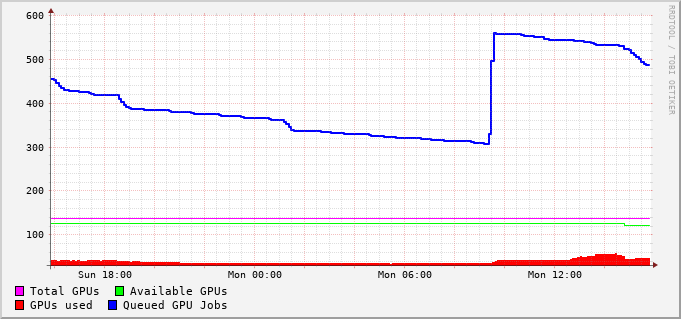 600
500
400
300
200
100
Sun 18:00 Mon 00:00 Mon 06:00 Mon 12:00
Total GPUs Available GPUs
GPUs used Queued GPU Jobs
RRDTOOL / TOBI OETIKER